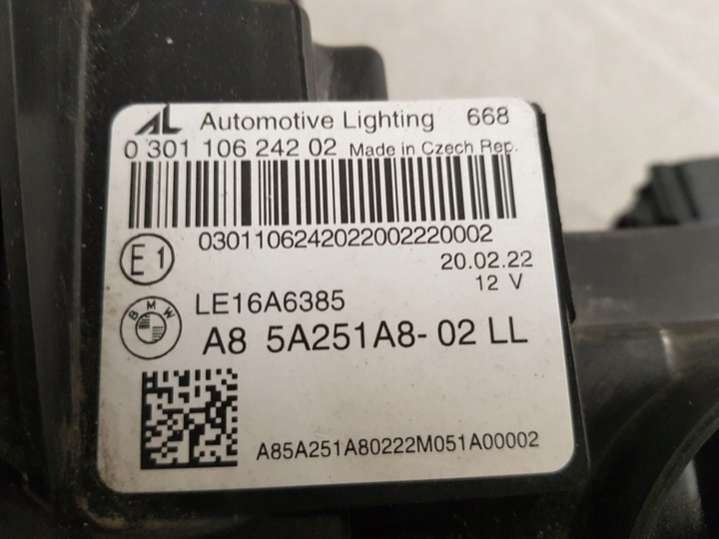 AL Automotive Lighting 668
0 301 106 242 02 Made in Czech Rep.
0301106242022002220002
E1
20.02.22
12 V
LE16A6385
BMW
A8 5A251A8-02 LL
A85A251A80222M051A00002